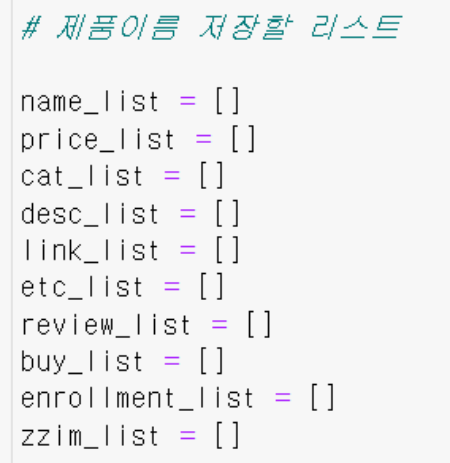 # 제품이름 저장할 리스트
name_list = []
price_list = []
cat_list = []
desc_list = []
link_list = []
etc_list = []
review_list = []
buy_list = []
enrollment_list = []
zzim_list = []